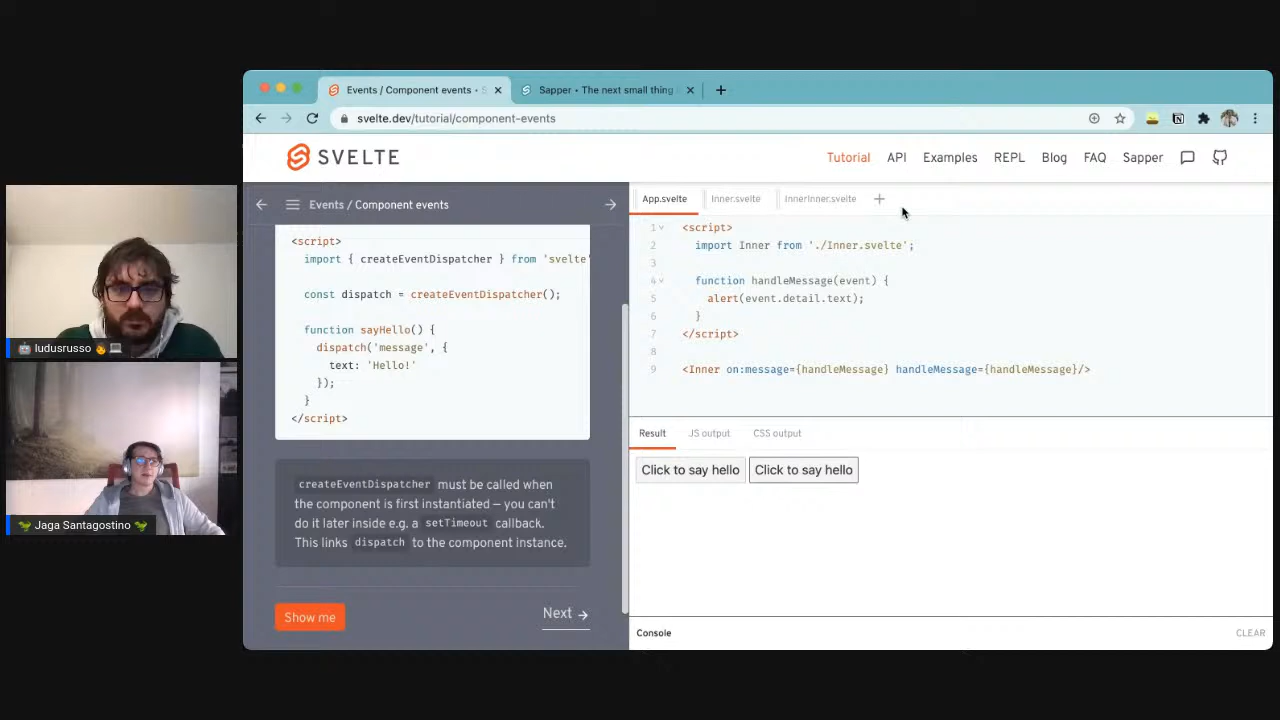 Events / Component events • S
Sapper • The next small thing
svelte.dev/tutorial/component-events
SVELTE
Tutorial API Examples REPL Blog FAQ Sapper
Events / Component events
<script>
import { createEventDispatcher } from 'svelte'
const dispatch = createEventDispatcher();
function sayHello() {
dispatch('message', {
text: 'Hello!'
});
}
</script>
createEventDispatcher must be called when
the component is first instantiated — you can't
do it later inside e.g. a setTimeout callback.
This links dispatch to the component instance.
Show me
Next →
App.svelte Inner.svelte InnerInner.svelte +
1 <script>
2 import Inner from './Inner.svelte';
3
4 function handleMessage(event) {
5 alert(event.detail.text);
6 }
7 </script>
8
9 <Inner on:message={handleMessage} handleMessage={handleMessage}/>
Result JS output CSS output
Click to say hello Click to say hello
Console CLEAR
🤖 ludusrusso 👨‍💻
🦖 Jaga Santagostino 🦖